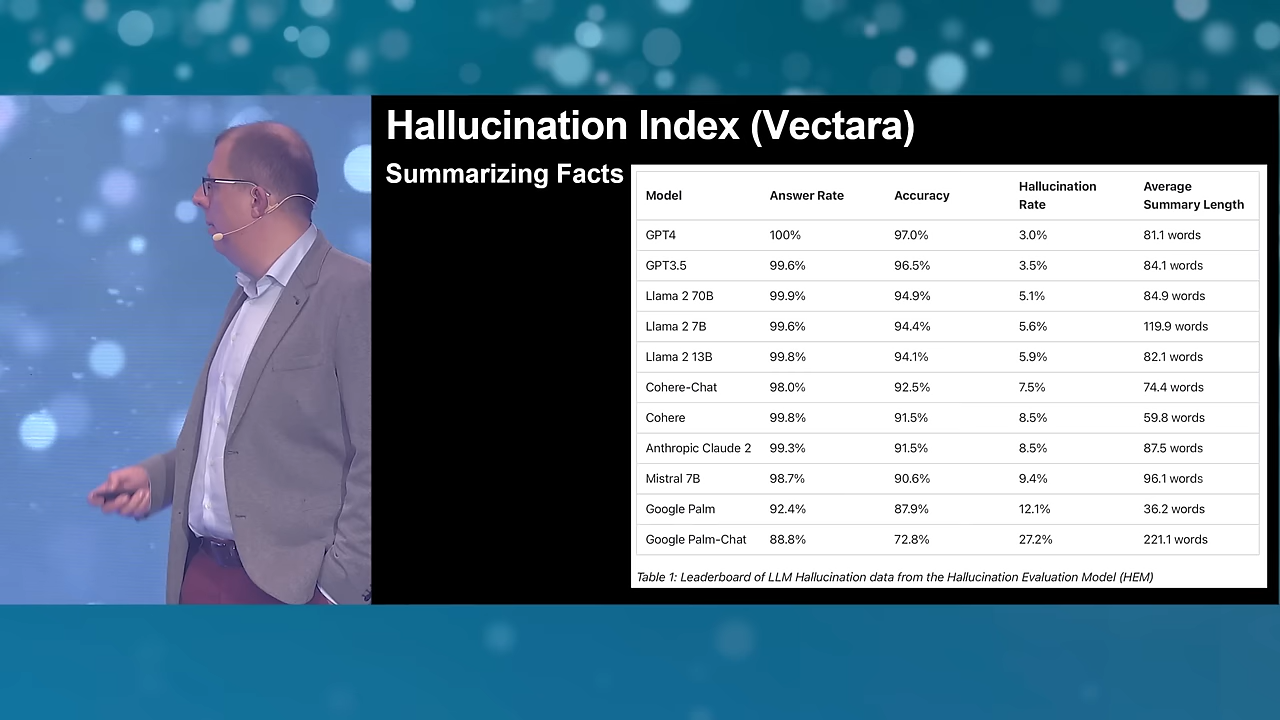 Hallucination Index (Vectara)
Summarizing Facts
Model Answer Rate Accuracy Hallucination Rate Average Summary Length
GPT4 100% 97.0% 3.0% 81.1 words
GPT3.5 99.6% 96.5% 3.5% 84.1 words
Llama 2 70B 99.9% 94.9% 5.1% 84.9 words
Llama 2 7B 99.6% 94.4% 5.6% 119.9 words
Llama 2 13B 99.8% 94.1% 5.9% 82.1 words
Cohere-Chat 98.0% 92.5% 7.5% 74.4 words
Cohere 99.8% 91.5% 8.5% 59.8 words
Anthropic Claude 2 99.3% 91.5% 8.5% 87.5 words
Mistral 7B 98.7% 90.6% 9.4% 96.1 words
Google Palm 92.4% 87.9% 12.1% 36.2 words
Google Palm-Chat 88.8% 72.8% 27.2% 221.1 words
Table 1: Leaderboard of LLM Hallucination data from the Hallucination Evaluation Model (HEM)